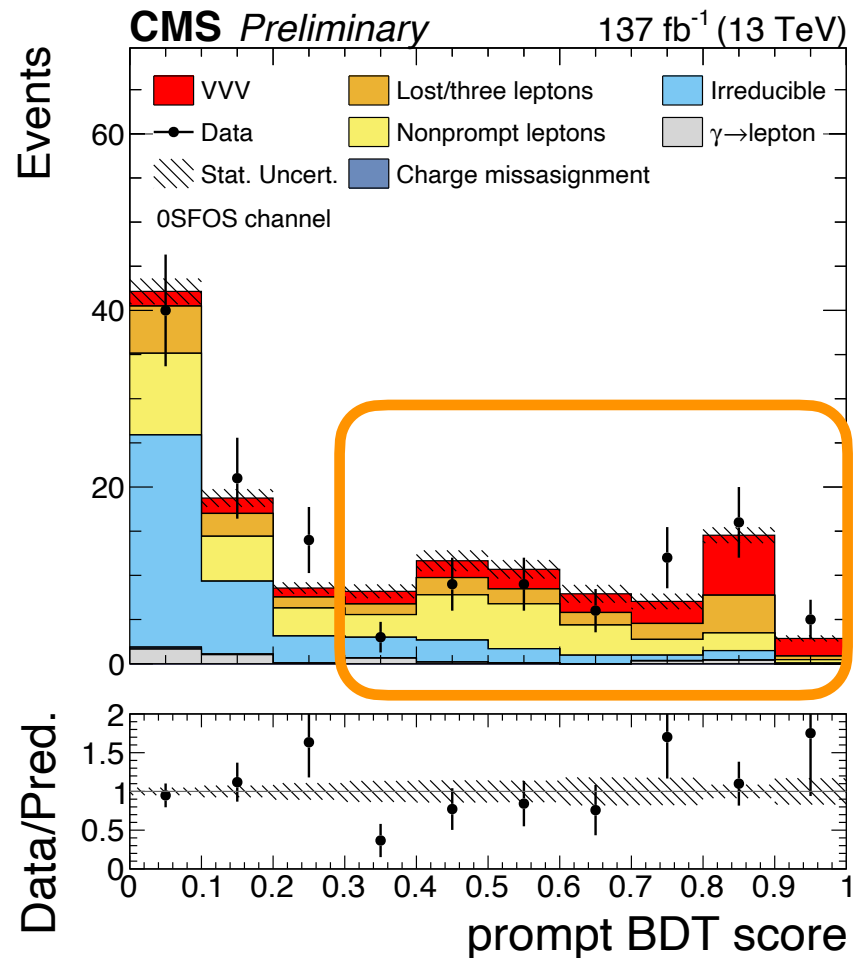 CMS Preliminary 137 fb⁻¹ (13 TeV)
Events
VVV Lost/three leptons Irreducible
Data Nonprompt leptons γ→lepton
Stat. Uncert. Charge missasignment
0SFOS channel
60
40
20
0
Data/Pred.
2
1.5
1
0.5
0
0 0.1 0.2 0.3 0.4 0.5 0.6 0.7 0.8 0.9 1
prompt BDT score